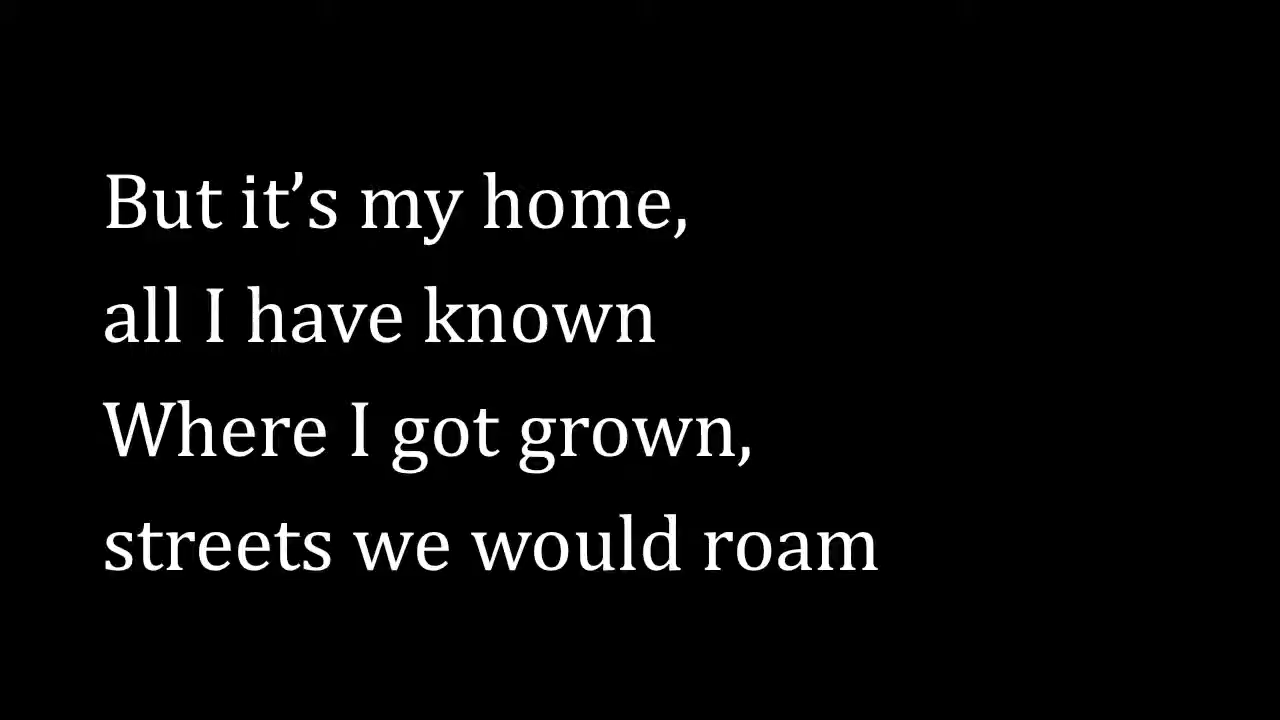 But it’s my home,
all I have known
Where I got grown,
streets we would roam